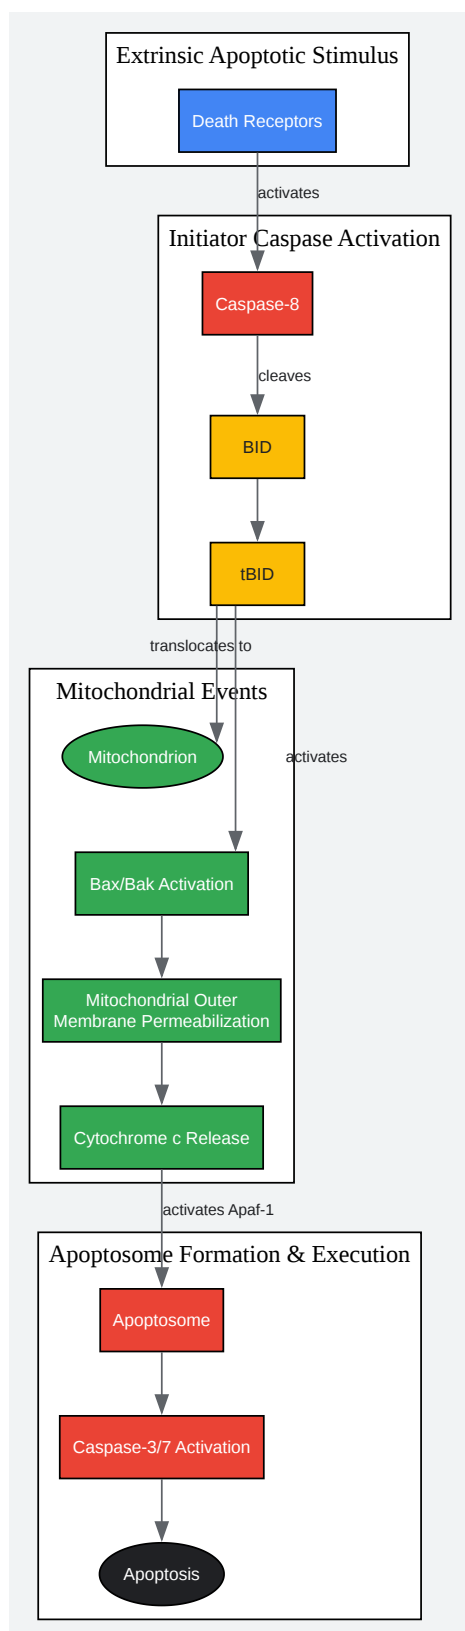 Extrinsic Apoptotic Stimulus
Death Receptors
activates
Initiator Caspase Activation
Caspase-8
cleaves
BID
tBID
translocates to
Mitochondrial Events
Mitochondrion
activates
Bax/Bak Activation
Mitochondrial Outer
Membrane Permeabilization
Cytochrome c Release
activates Apaf-1
Apoptosome Formation & Execution
Apoptosome
Caspase-3/7 Activation
Apoptosis